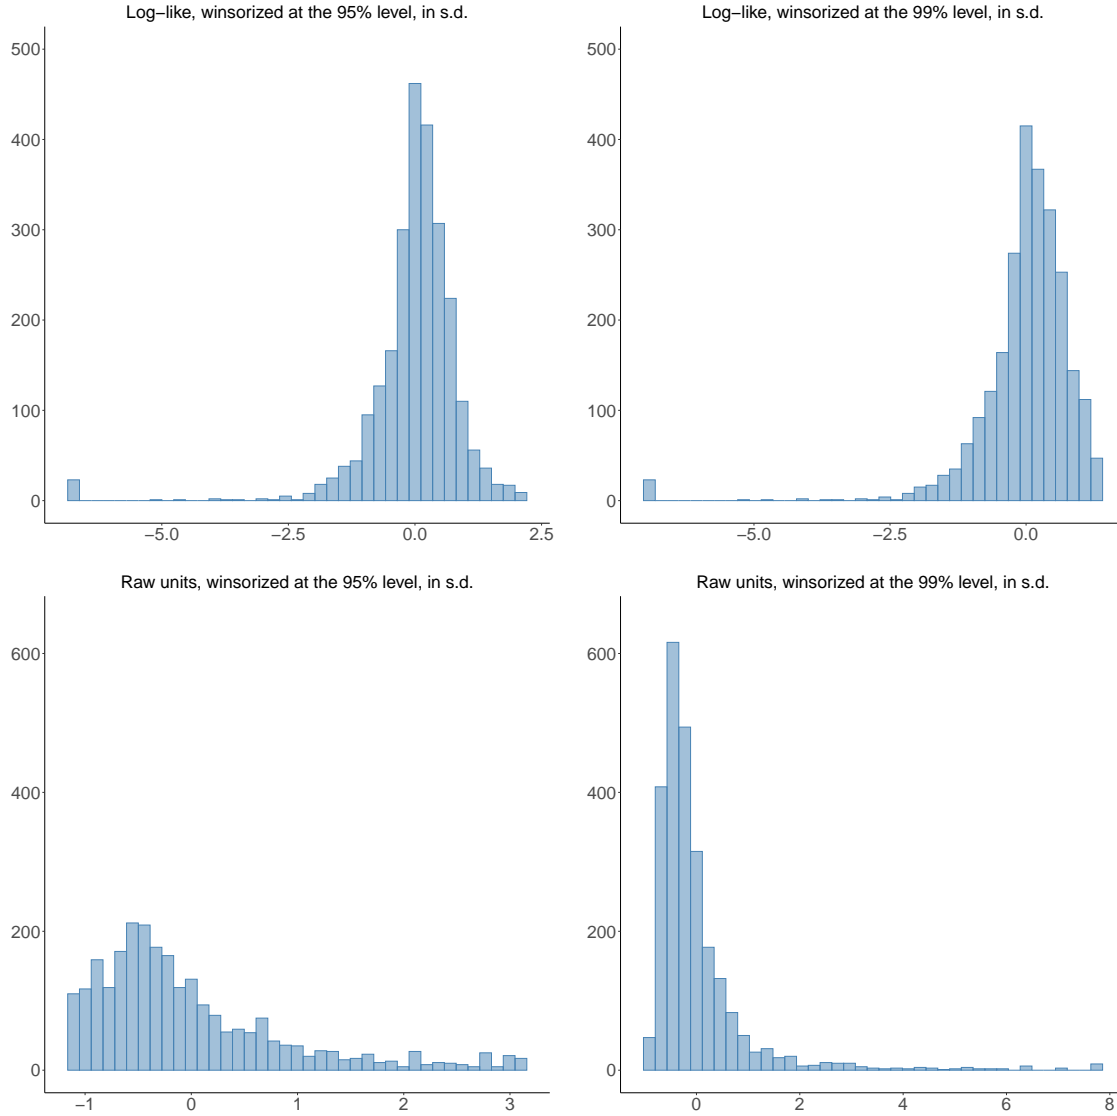 Log−like, winsorized at the 95% level, in s.d.
500
400
300
200
100
0
−5.0 −2.5 0.0 2.5
Log−like, winsorized at the 99% level, in s.d.
500
400
300
200
100
0
−5.0 −2.5 0.0
Raw units, winsorized at the 95% level, in s.d.
600
400
200
0
−1 0 1 2 3
Raw units, winsorized at the 99% level, in s.d.
600
400
200
0
0 2 4 6 8